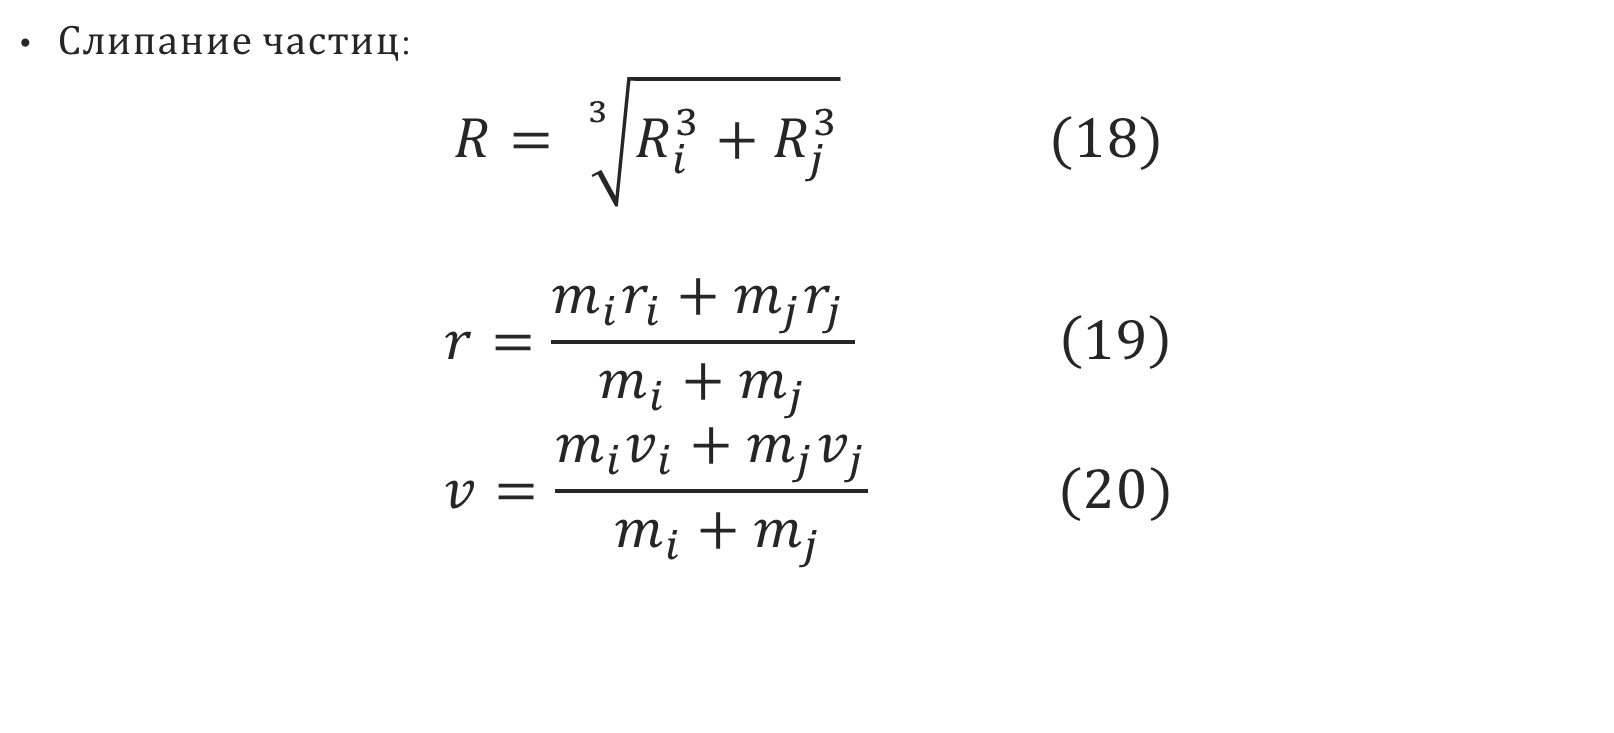 • Слипание частиц:
R = ∛(R_i^3 + R_j^3) (18)
r = (m_i r_i + m_j r_j) / (m_i + m_j) (19)
v = (m_i v_i + m_j v_j) / (m_i + m_j) (20)